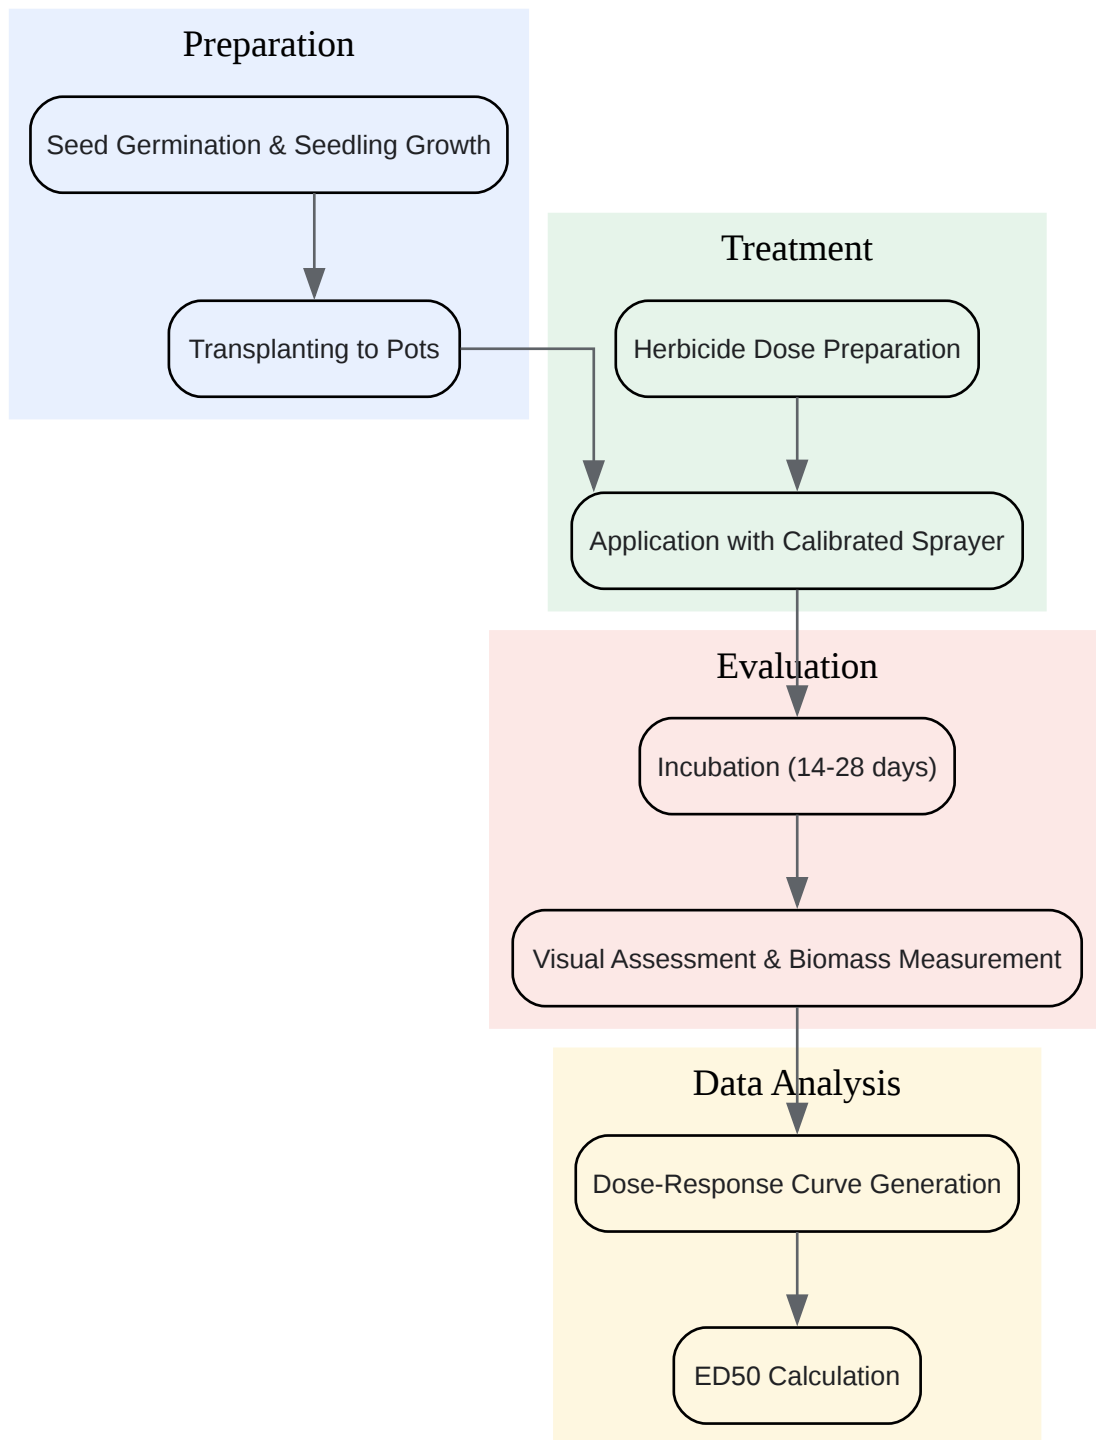 Preparation
Seed Germination & Seedling Growth
Transplanting to Pots
Treatment
Herbicide Dose Preparation
Application with Calibrated Sprayer
Evaluation
Incubation (14-28 days)
Visual Assessment & Biomass Measurement
Data Analysis
Dose-Response Curve Generation
ED50 Calculation